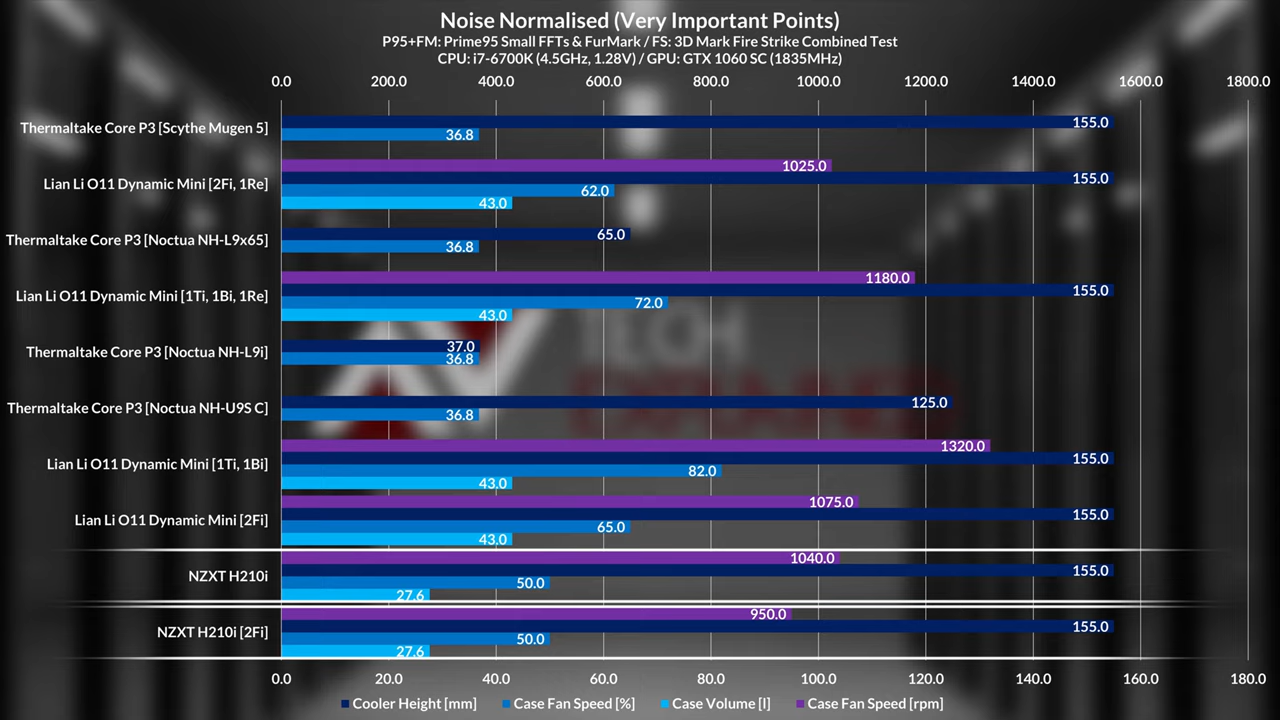 Noise Normalised (Very Important Points)
P95+FM: Prime95 Small FFTs & FurMark / FS: 3D Mark Fire Strike Combined Test
CPU: i7-6700K (4.5GHz, 1.28V) / GPU: GTX 1060 SC (1835MHz)
0.0 200.0 400.0 600.0 800.0 1000.0 1200.0 1400.0 1600.0 1800.0
Thermaltake Core P3 [Scythe Mugen 5]
155.0
36.8
Lian Li O11 Dynamic Mini [2Fi, 1Re]
1025.0
155.0
62.0
43.0
Thermaltake Core P3 [Noctua NH-L9x65]
65.0
36.8
Lian Li O11 Dynamic Mini [1Ti, 1Bi, 1Re]
1180.0
155.0
72.0
43.0
Thermaltake Core P3 [Noctua NH-L9i]
37.0
36.8
Thermaltake Core P3 [Noctua NH-U9S C]
125.0
36.8
Lian Li O11 Dynamic Mini [1Ti, 1Bi]
1320.0
155.0
82.0
43.0
Lian Li O11 Dynamic Mini [2Fi]
1075.0
155.0
65.0
43.0
NZXT H210i
1040.0
155.0
50.0
27.6
NZXT H210i [2Fi]
950.0
155.0
50.0
27.6
0.0 20.0 40.0 60.0 80.0 100.0 120.0 140.0 160.0 180.0
Cooler Height [mm] Case Fan Speed [%] Case Volume [l] Case Fan Speed [rpm]
TECH